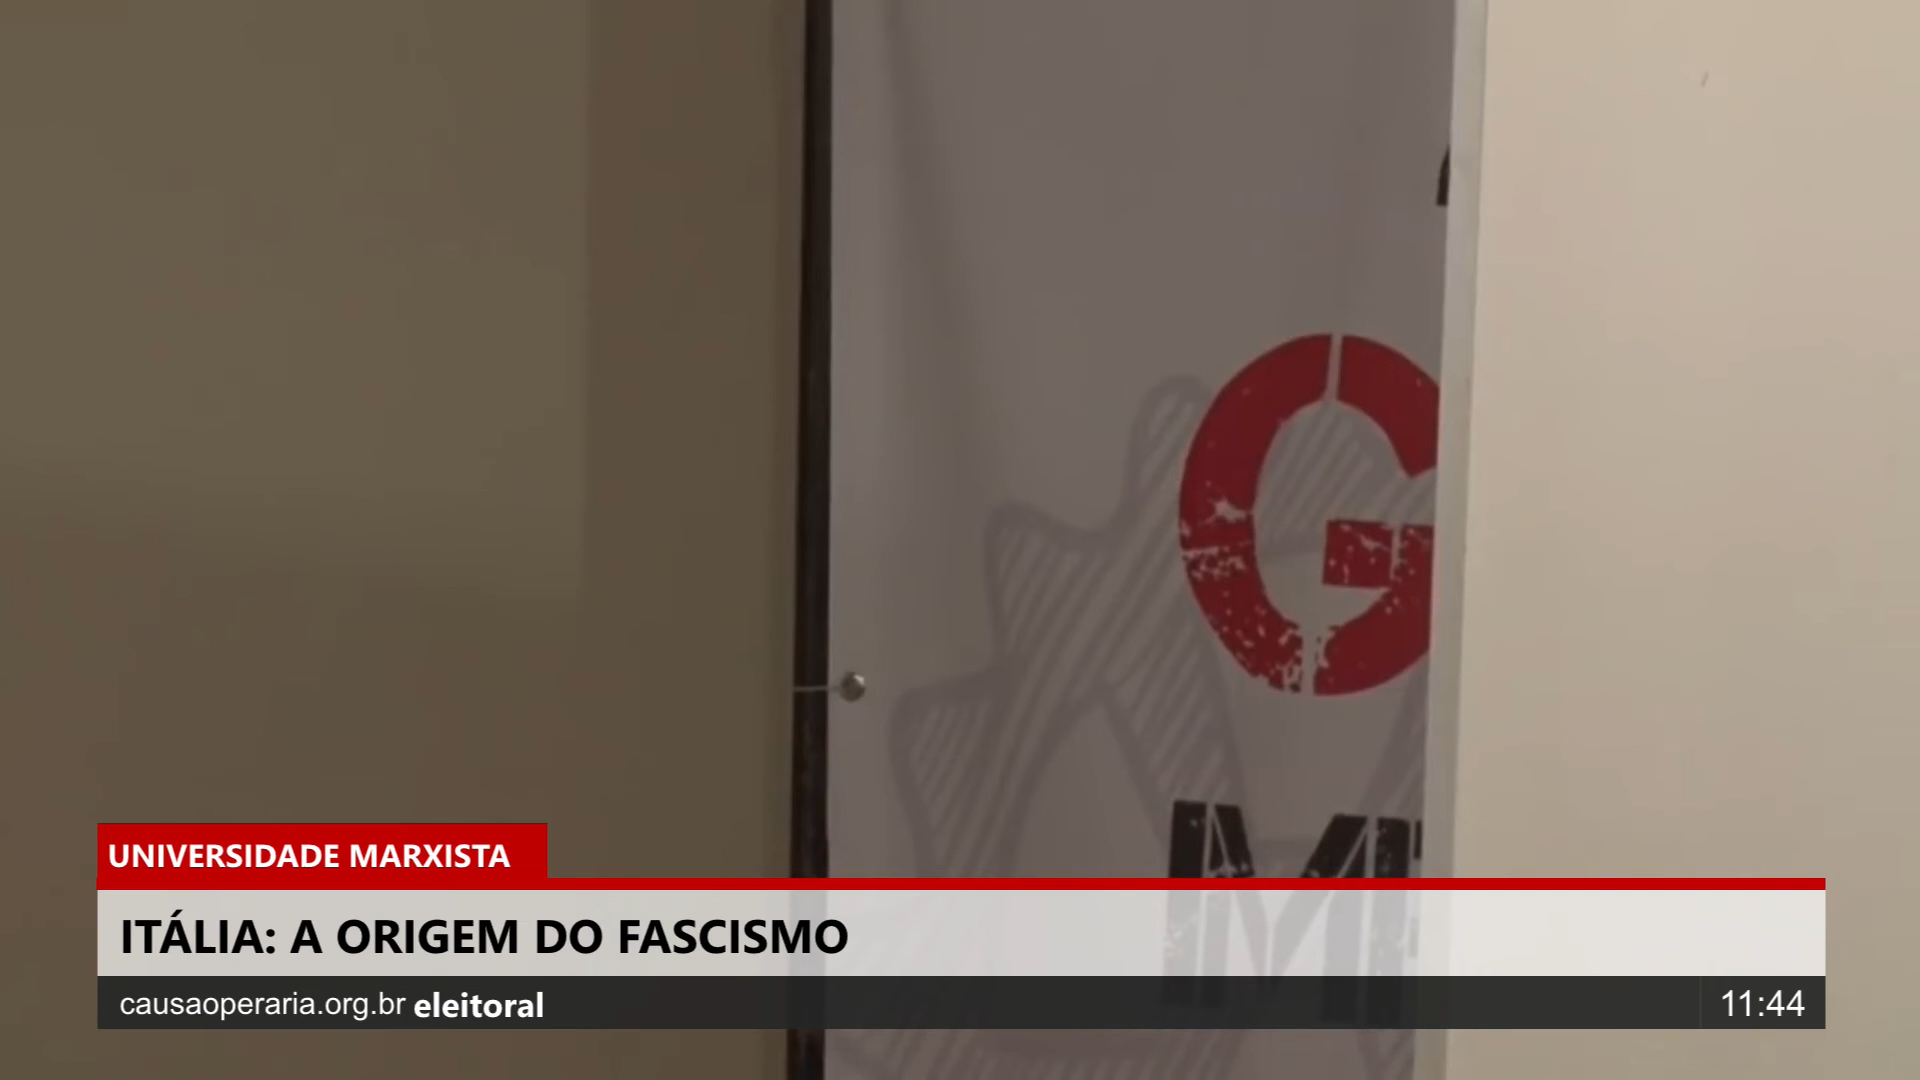 G
M
UNIVERSIDADE MARXISTA
ITÁLIA: A ORIGEM DO FASCISMO
causaoperaria.org.br eleitoral
11:44